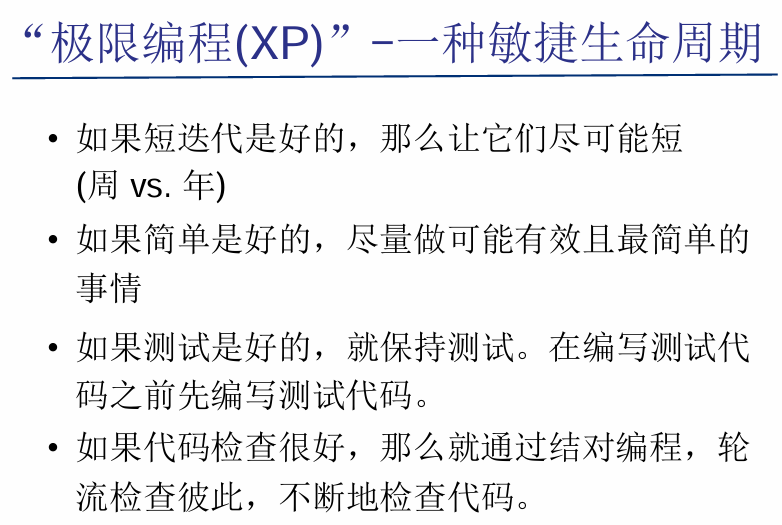 “极限编程(XP)”–一种敏捷生命周期
• 如果短迭代是好的，那么让它们尽可能短
(周 vs. 年)
• 如果简单是好的，尽量做可能有效且最简单的
事情
• 如果测试是好的，就保持测试。在编写测试代
码之前先编写测试代码。
• 如果代码检查很好，那么就通过结对编程，轮
流检查彼此，不断地检查代码。